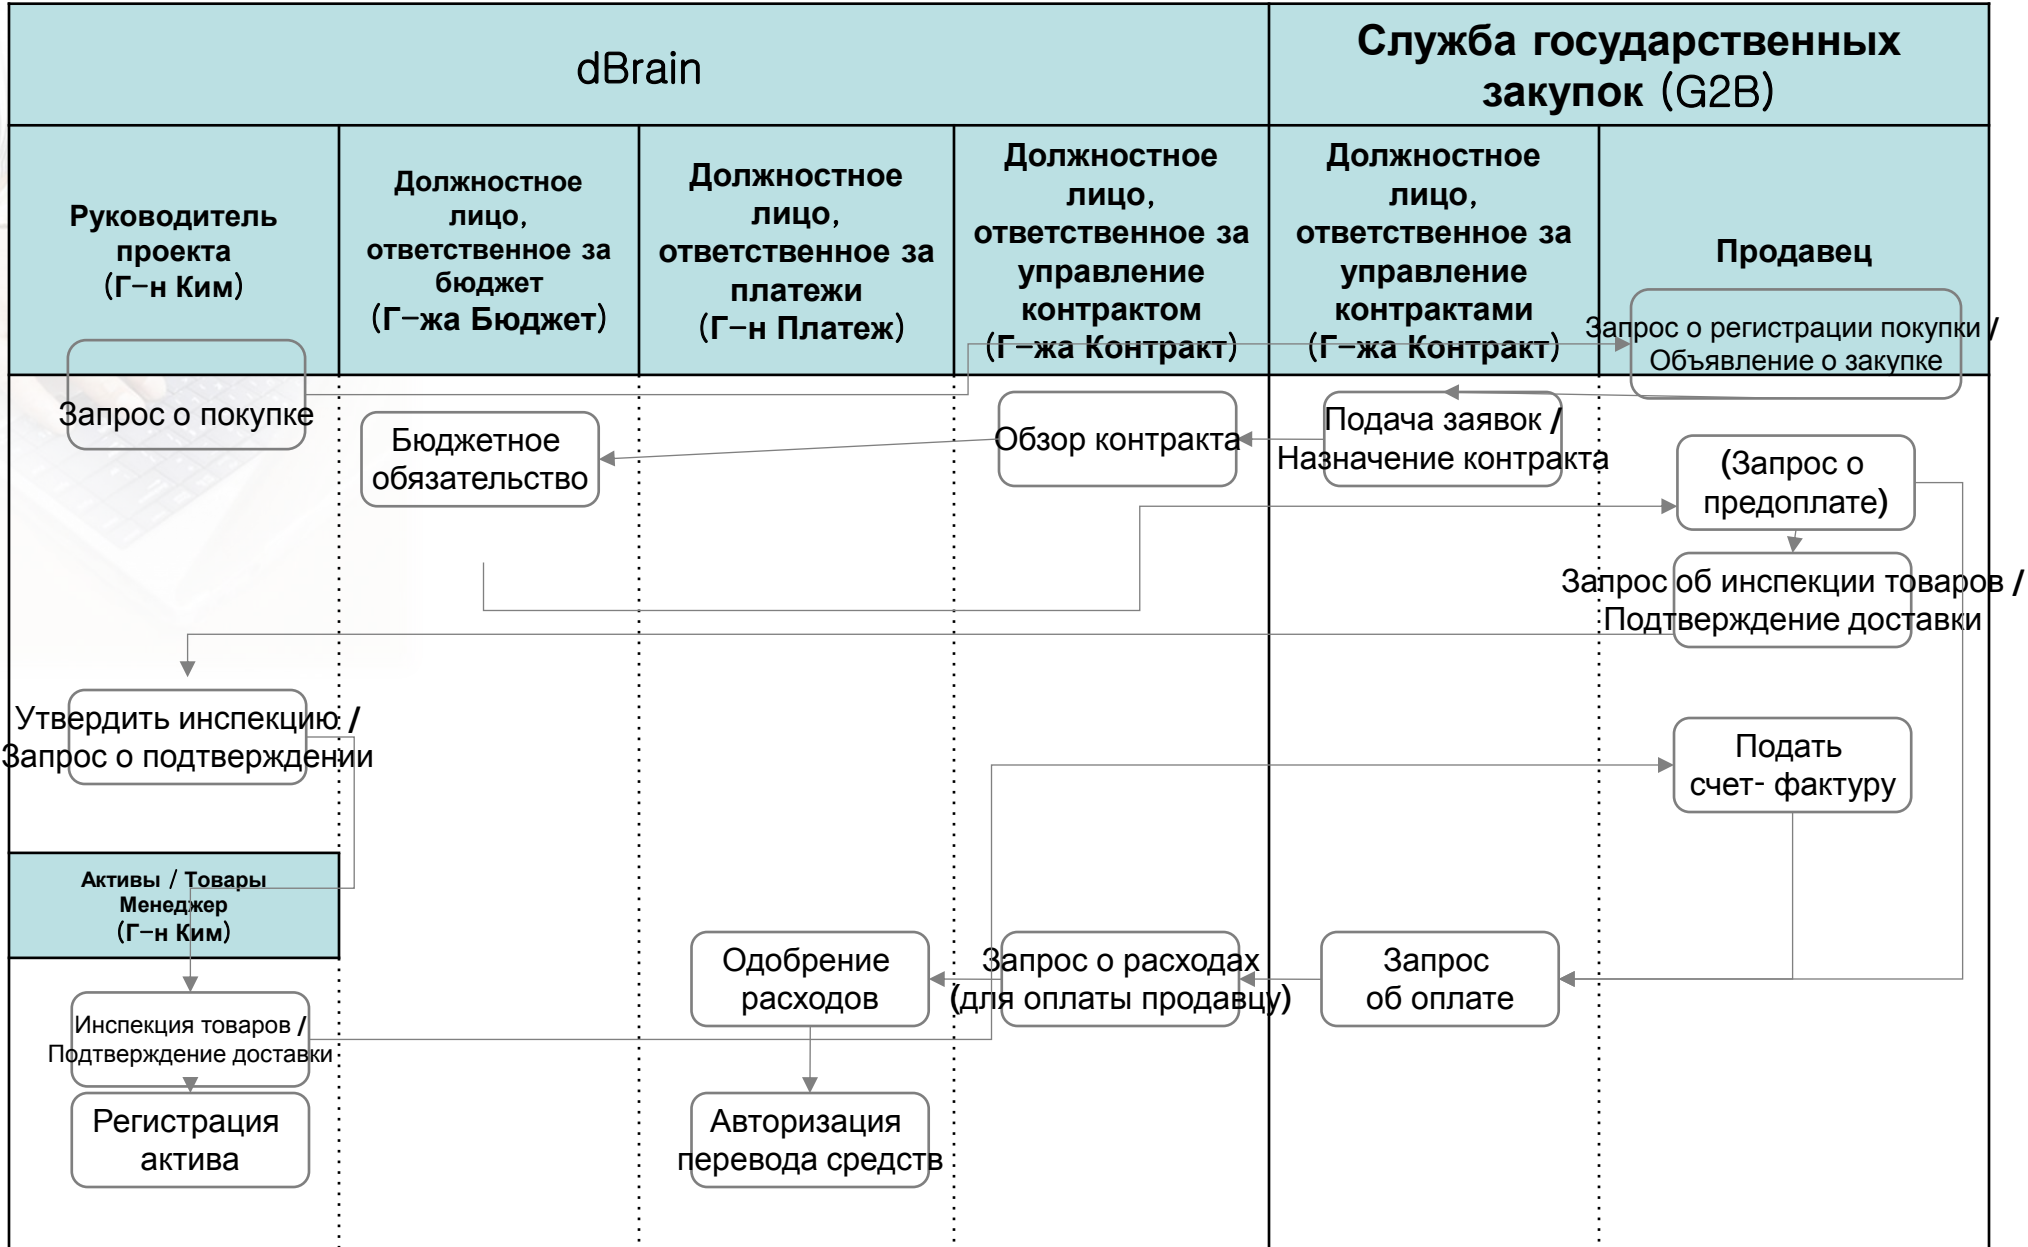 dBrain
Служба государственных
закупок (G2B)
Руководитель
проекта
(Г-н Ким)
Должностное
лицо,
ответственное за
бюджет
(Г-жа Бюджет)
Должностное
лицо,
ответственное за
платежи
(Г-н Платеж)
Должностное
лицо,
ответственное за
управление
контрактом
(Г-жа Контракт)
Должностное
лицо,
ответственное за
управление
контрактами
(Г-жа Контракт)
Продавец
Запрос о регистрации покупки /
Объявление о закупке
Запрос о покупке
Бюджетное
обязательство
Обзор контракта
Подача заявок /
Назначение контракта
(Запрос о
предоплате)
Запрос об инспекции товаров /
Подтверждение доставки
Утвердить инспекцию /
Запрос о подтверждении
Подать
счет- фактуру
Активы / Товары
Менеджер
(Г-н Ким)
Одобрение
расходов
Запрос о расходах
(для оплаты продавцу)
Запрос
об оплате
Инспекция товаров /
Подтверждение доставки
Регистрация
актива
Авторизация
перевода средств